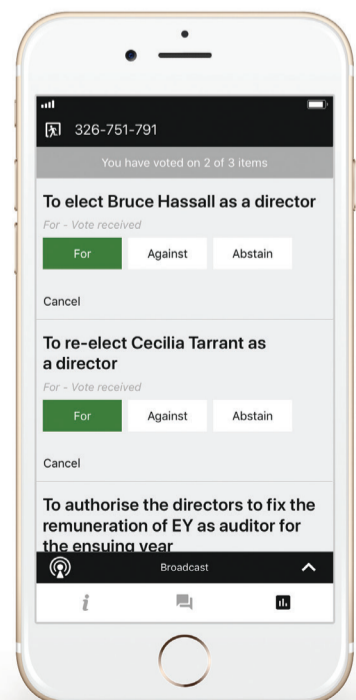 326-751-791
You have voted on 2 of 3 items
To elect Bruce Hassall as a director
For - Vote received
For Against Abstain
Cancel
To re-elect Cecilia Tarrant as
a director
For - Vote received
For Against Abstain
Cancel
To authorise the directors to fix the
remuneration of EY as auditor for
the ensuing year
Broadcast
i